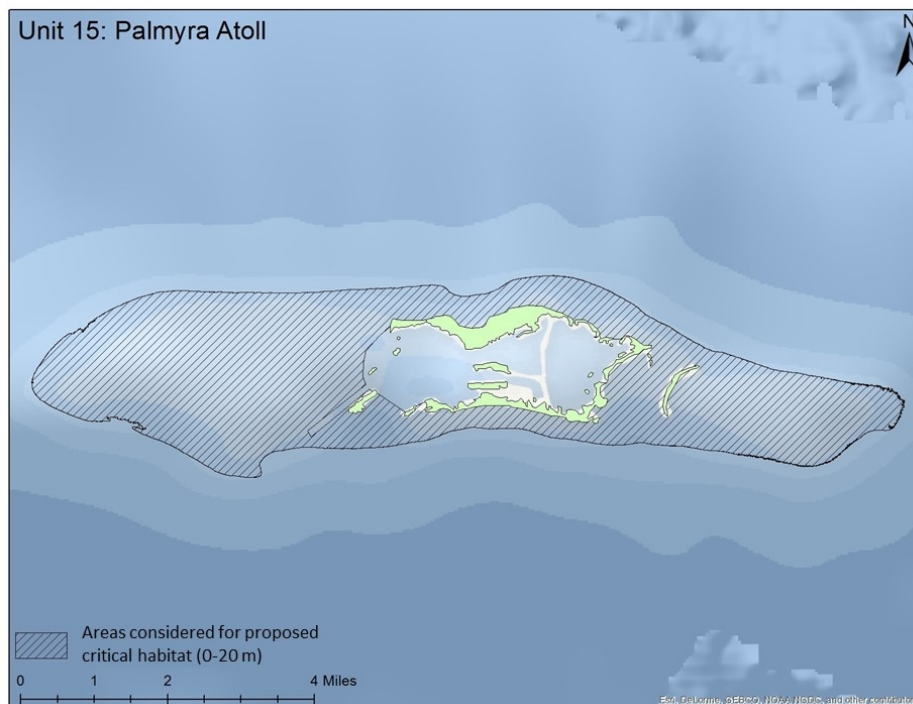 Unit 15: Palmyra Atoll
N
Areas considered for proposed
critical habitat (0-20 m)
0 1 2 4 Miles
Esri, DeLorme, GEBCO, NOAA NGDC, and other contributors